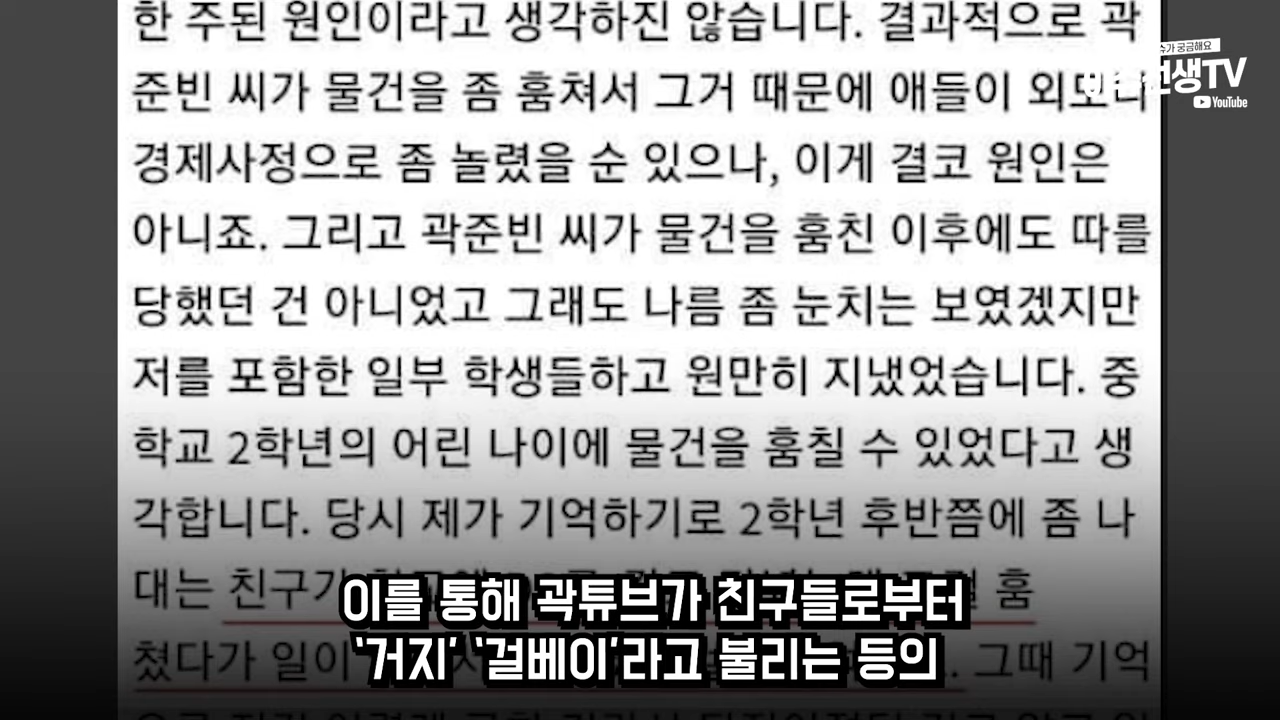 한 주된 원인이라고 생각하진 않습니다. 결과적으로 곽
준빈 씨가 물건을 좀 훔쳐서 그거 때문에 애들이 외모나
경제사정으로 좀 놀렸을 순 있으나, 이게 결코 원인은
아니죠. 그리고 곽준빈 씨가 물건을 훔친 이후에도 따를
당했던 건 아니었고 그래도 나름 좀 눈치는 보였겠지만
저를 포함한 일부 학생들하고 원만히 지냈었습니다. 중
학교 2학년의 어린 나이에 물건을 훔칠 수 있었다고 생
각합니다. 당시 제가 기억하기로 2학년 후반쯤에 좀 나
대는 친구가 훔
쳤다가 일이 그때 기억
이를 통해 곽튜브가 친구들로부터
'거지' '걸베이'라고 불리는 등의
궁금해요
선생TV
YouTube